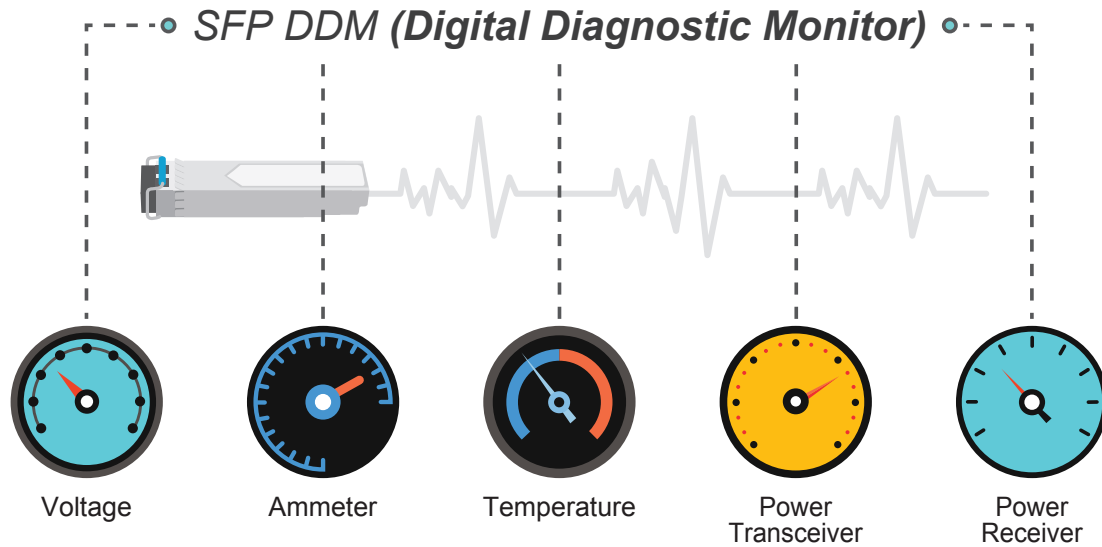 SFP DDM (Digital Diagnostic Monitor)
Voltage
Ammeter
Temperature
Power
Transceiver
Power
Receiver